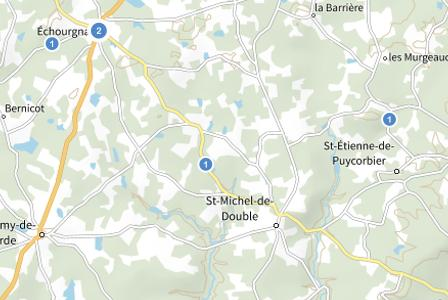 la Barrière
Échourgna
2
1
les Murgeaud
Bernicot
1
St-Étienne-de-
Puycorbier
1
St-Michel-de-
Double
my-de-
rde